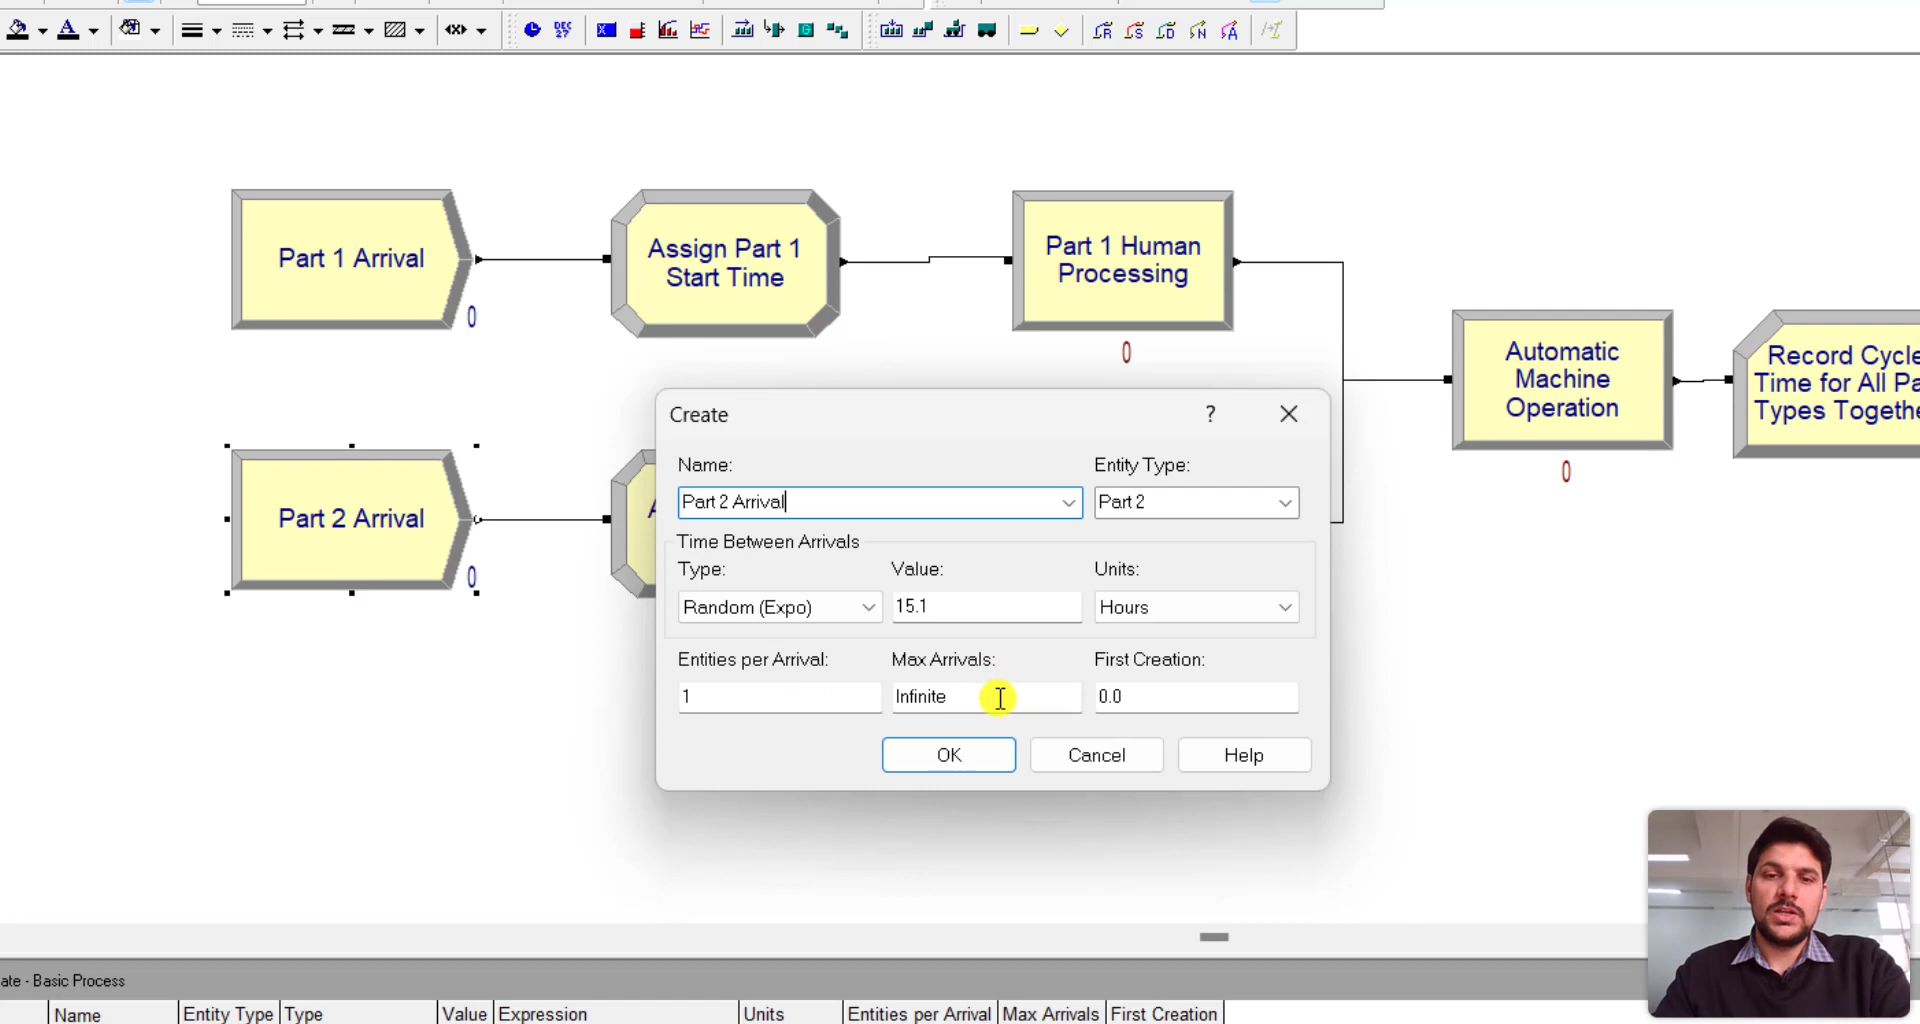 DEC
27
Part 1 Arrival
0
Assign Part 1
Start Time
Part 1 Human
Processing
0
Automatic
Machine
Operation
0
Record Cycle
Time for All Pa
Types Togethe
Part 2 Arrival
0
A
Create
?
Name:
Entity Type:
Part 2 Arrival
Part 2
Time Between Arrivals
Type:
Value:
Units:
Random (Expo)
15.1
Hours
Entities per Arrival:
Max Arrivals:
First Creation:
1
Infinite
0.0
OK
Cancel
Help
ate - Basic Process
Name
Entity Type
Type
Value
Expression
Units
Entities per Arrival
Max Arrivals
First Creation